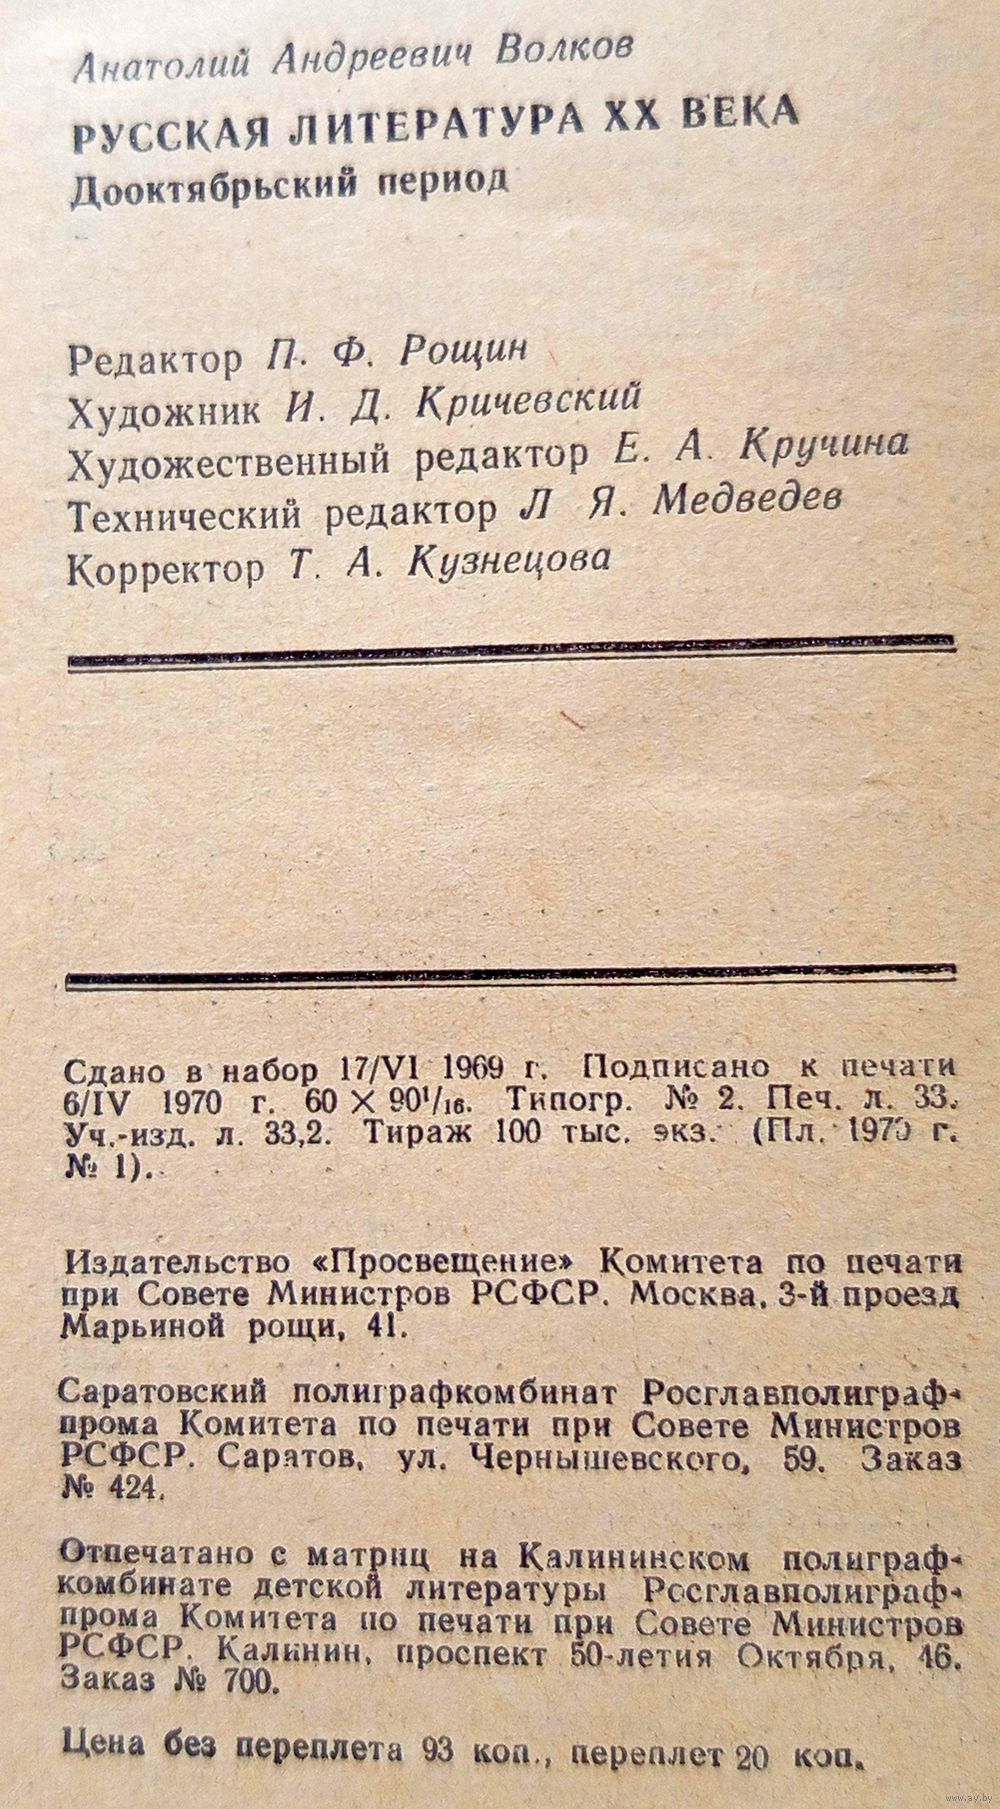 Анатолий Андреевич Волков
РУССКАЯ ЛИТЕРАТУРА XX ВЕКА
Дооктябрьский период
Редактор П. Ф. Рощин
Художник И. Д. Кричевский
Художественный редактор Е. А. Кручина
Технический редактор Л Я. Медведев
Корректор Т. А. Кузнецова
Сдано в набор 17/VI 1969 г. Подписано к печати
6/IV 1970 г. 60 × 90¹/₁₆. Типогр. № 2. Печ. л. 33.
Уч.-изд. л. 33,2. Тираж 100 тыс. экз. (Пл. 1970 г.
№ 1).
Издательство «Просвещение» Комитета по печати
при Совете Министров РСФСР. Москва, 3-й проезд
Марьиной рощи, 41.
Саратовский полиграфкомбинат Росглавполиграф-
прома Комитета по печати при Совете Министров
РСФСР. Саратов, ул. Чернышевского, 59. Заказ
№ 424.
Отпечатано с матриц на Калининском полиграф-
комбинате детской литературы Росглавполиграф-
прома Комитета по печати при Совете Министров
РСФСР. Калинин, проспект 50-летия Октября, 46.
Заказ № 700.
Цена без переплета 93 коп., переплет 20 коп.
www.ay.by